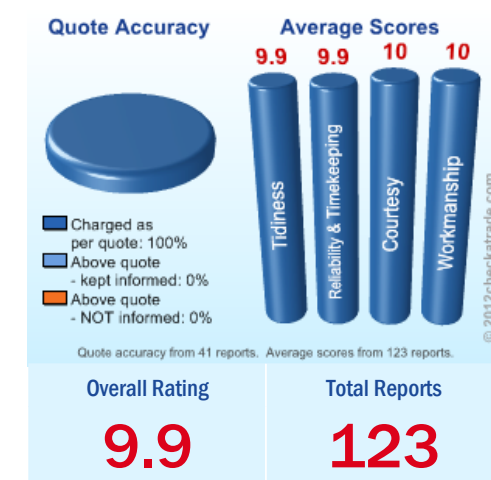 Quote Accuracy
Average Scores
9.9 9.9 10 10
Tidiness
Reliability & Timekeeping
Courtesy
Workmanship
Charged as
per quote: 100%
Above quote
- kept informed: 0%
Above quote
- NOT informed: 0%
© 2012checkatrade.com
Quote accuracy from 41 reports. Average scores from 123 reports.
Overall Rating
9.9
Total Reports
123